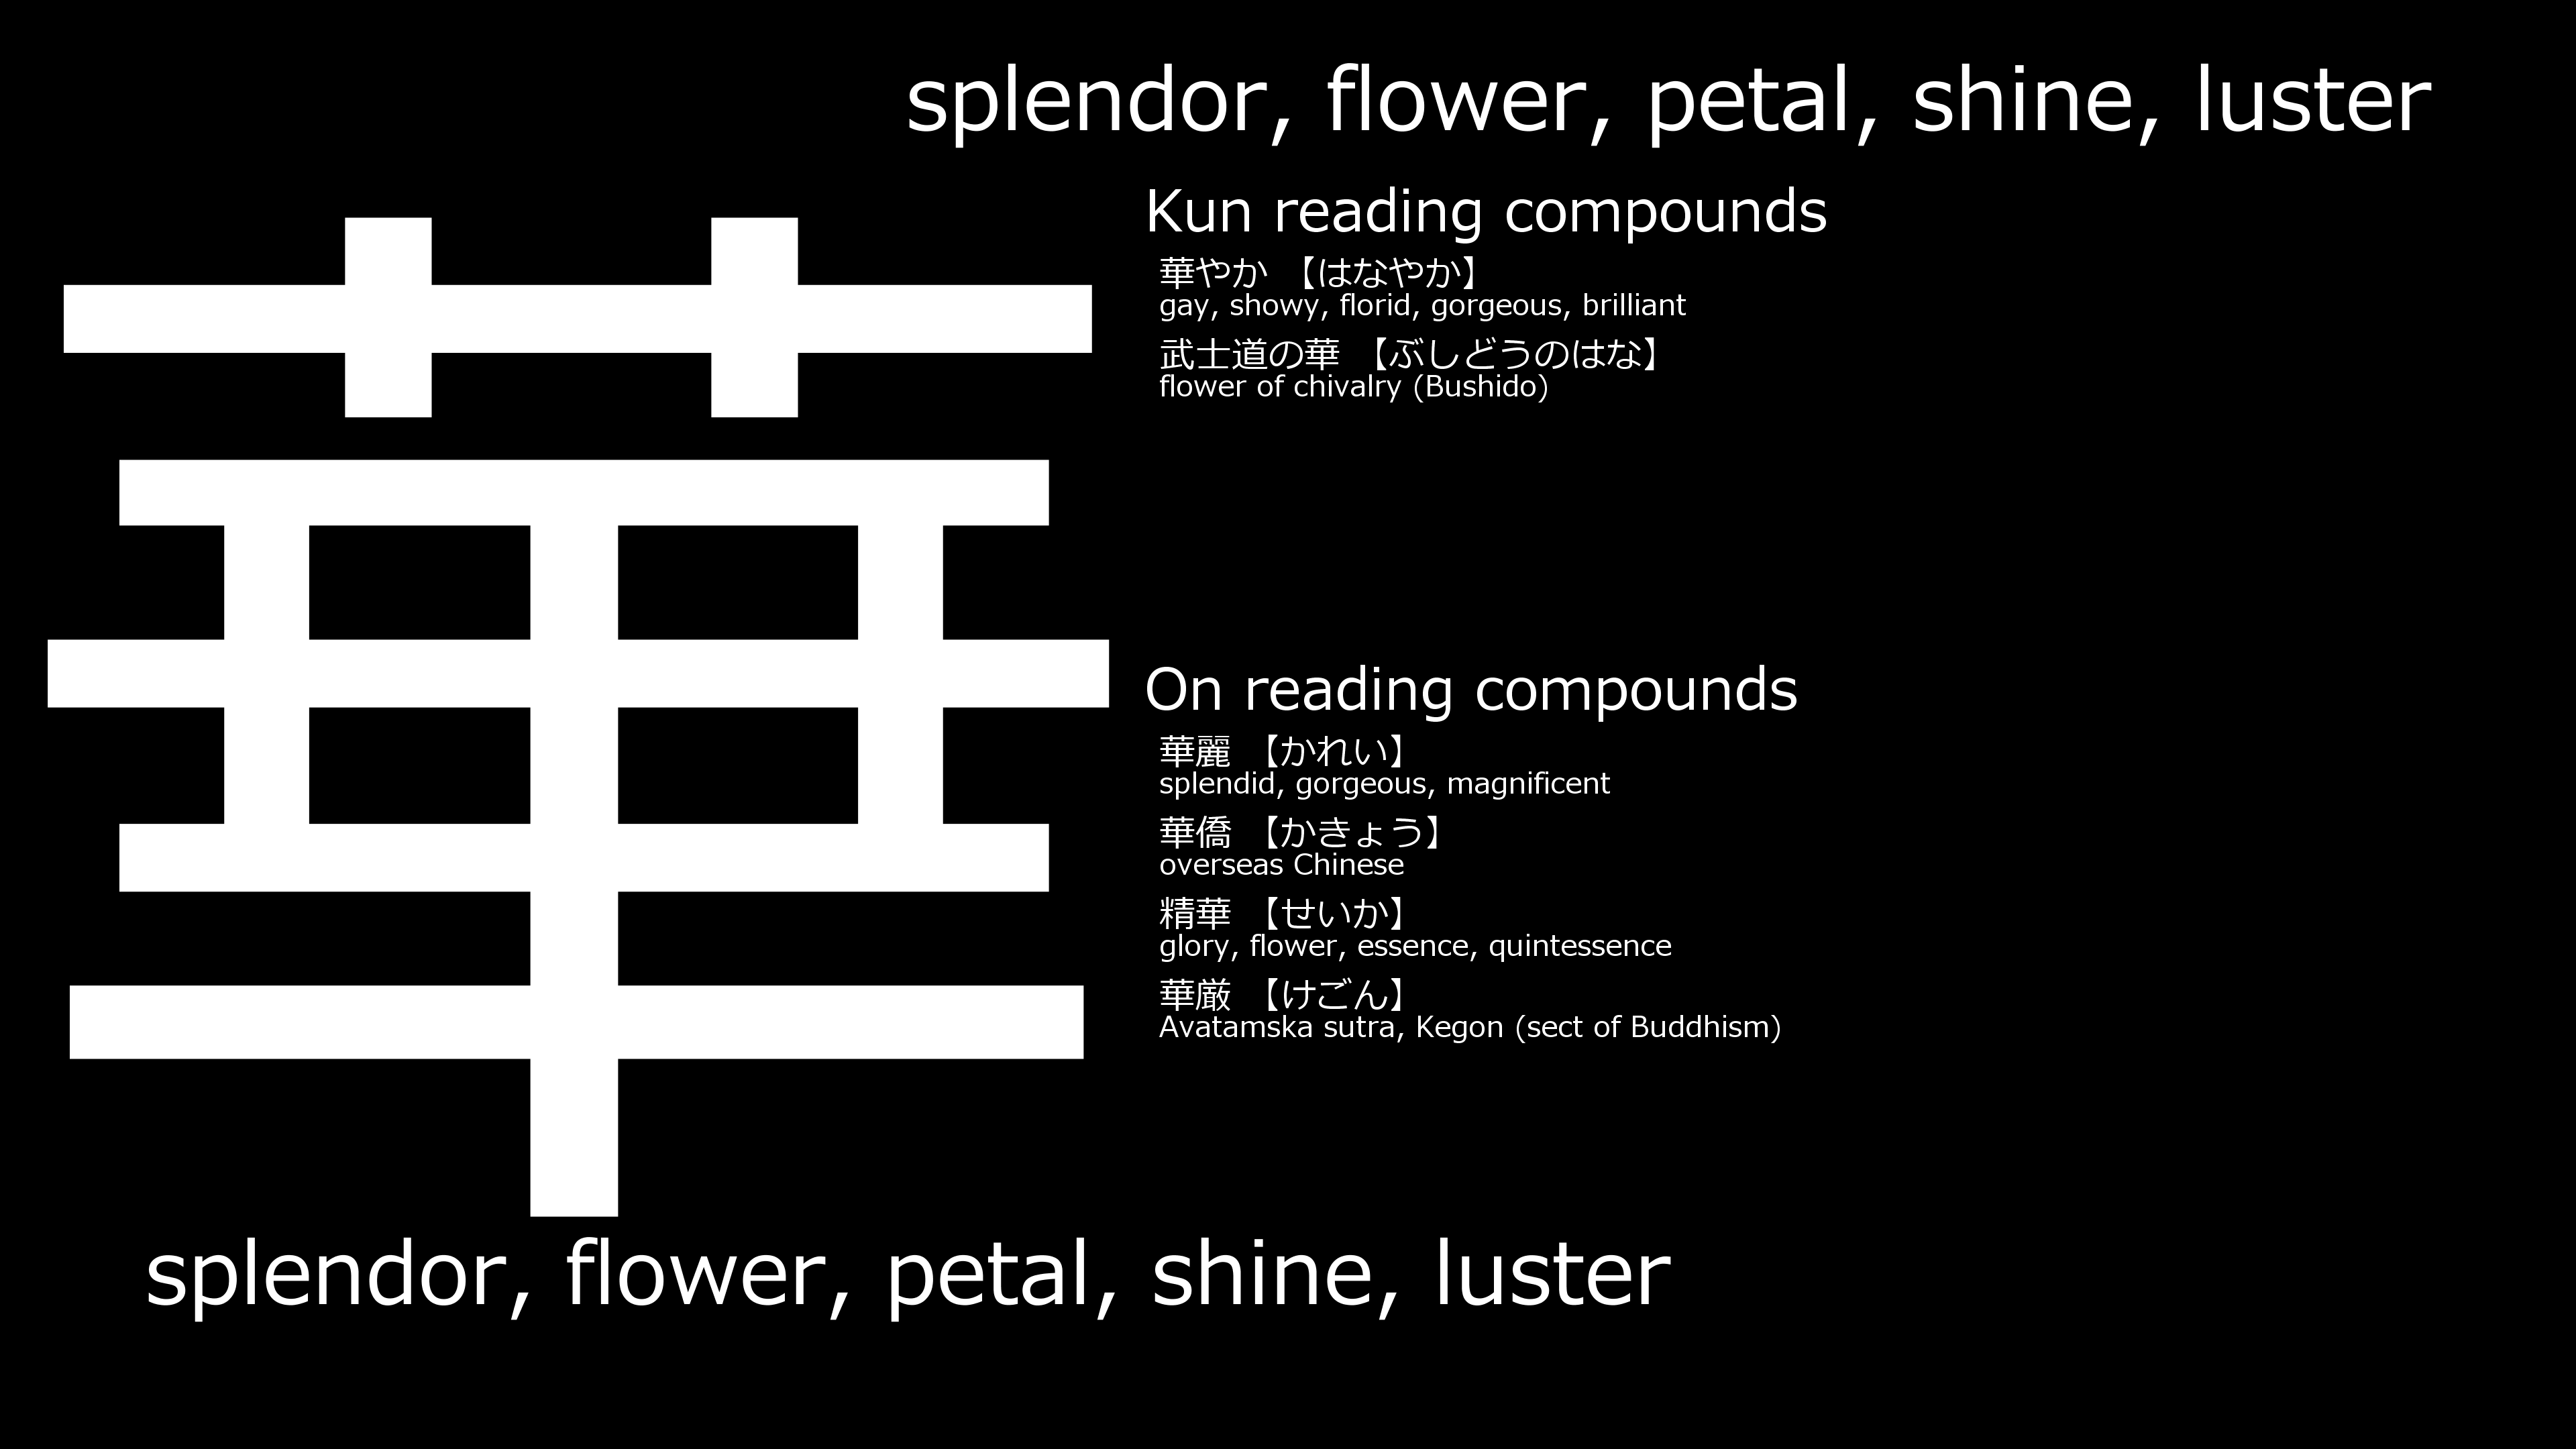 splendor, flower, petal, shine, luster
華
Kun reading compounds
華やか 【はなやか】
gay, showy, florid, gorgeous, brilliant
武士道の華 【ぶしどうのはな】
flower of chivalry (Bushido)
On reading compounds
華麗 【かれい】
splendid, gorgeous, magnificent
華僑 【かきょう】
overseas Chinese
精華 【せいか】
glory, flower, essence, quintessence
華厳 【けごん】
Avatamska sutra, Kegon (sect of Buddhism)
splendor, flower, petal, shine, luster